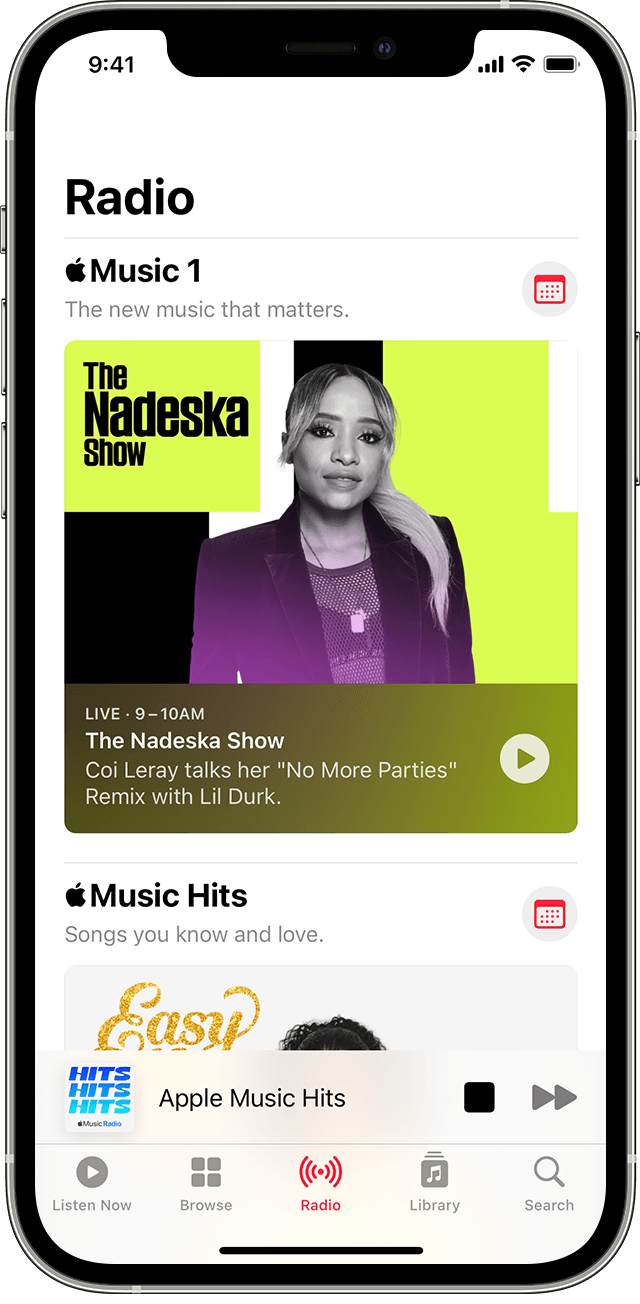 9:41
Radio
Music 1
The new music that matters.
The
Nadeska
Show
LIVE · 9–10AM
The Nadeska Show
Coi Leray talks her "No More Parties"
Remix with Lil Durk.
Music Hits
Songs you know and love.
Easy
HITS
HITS
HITS
Music Radio
Apple Music Hits
Listen Now
Browse
Radio
Library
Search